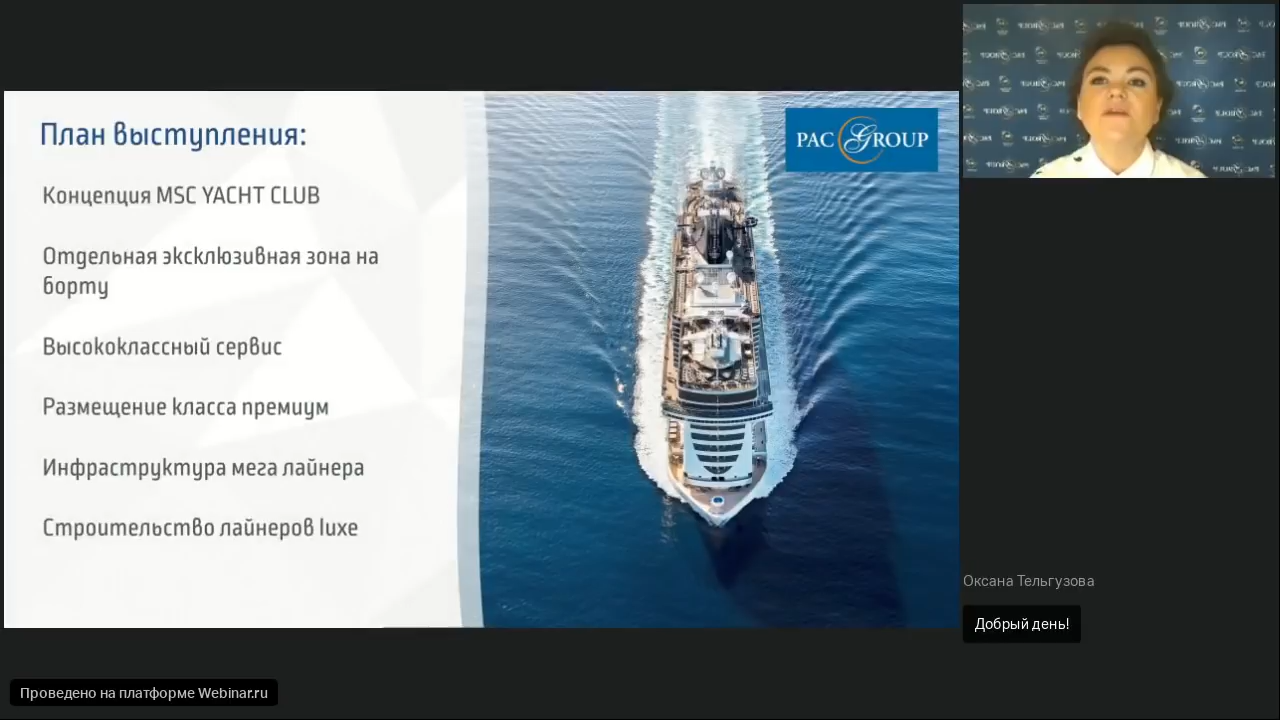 План выступления:
Концепция MSC YACHT CLUB
Отдельная эксклюзивная зона на
борту
Высококлассный сервис
Размещение класса премиум
Инфраструктура мега лайнера
Строительство лайнеров luxe
PAC GROUP
Оксана Тельгузова
Добрый день!
Проведено на платформе Webinar.ru